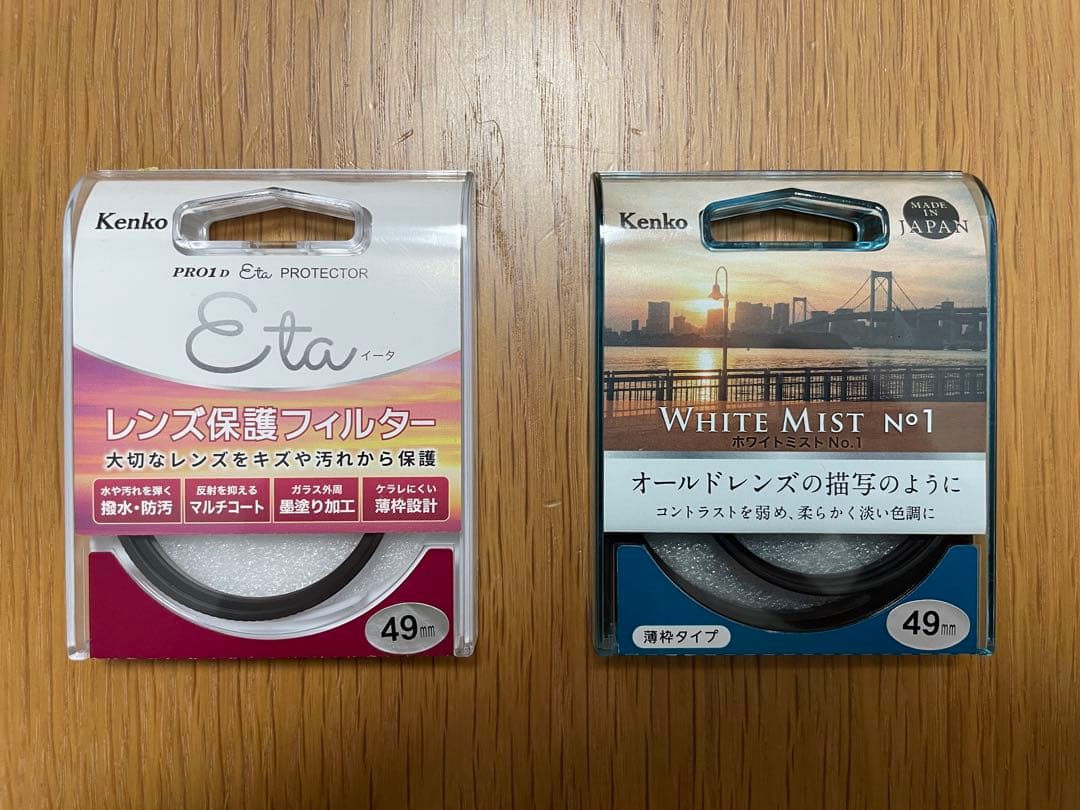 Kenko
PRO1D Eta PROTECTOR
Eta イータ
レンズ保護フィルター
大切なレンズをキズや汚れから保護
水や汚れを弾く
撥水・防汚
反射を抑える
マルチコート
ガラス外周
墨塗り加工
ケラレにくい
薄枠設計
49mm
Kenko
MADE
IN
JAPAN
WHITE MIST No1
ホワイトミスト No.1
オールドレンズの描写のように
コントラストを弱め、柔らかく淡い色調に
薄枠タイプ
49mm